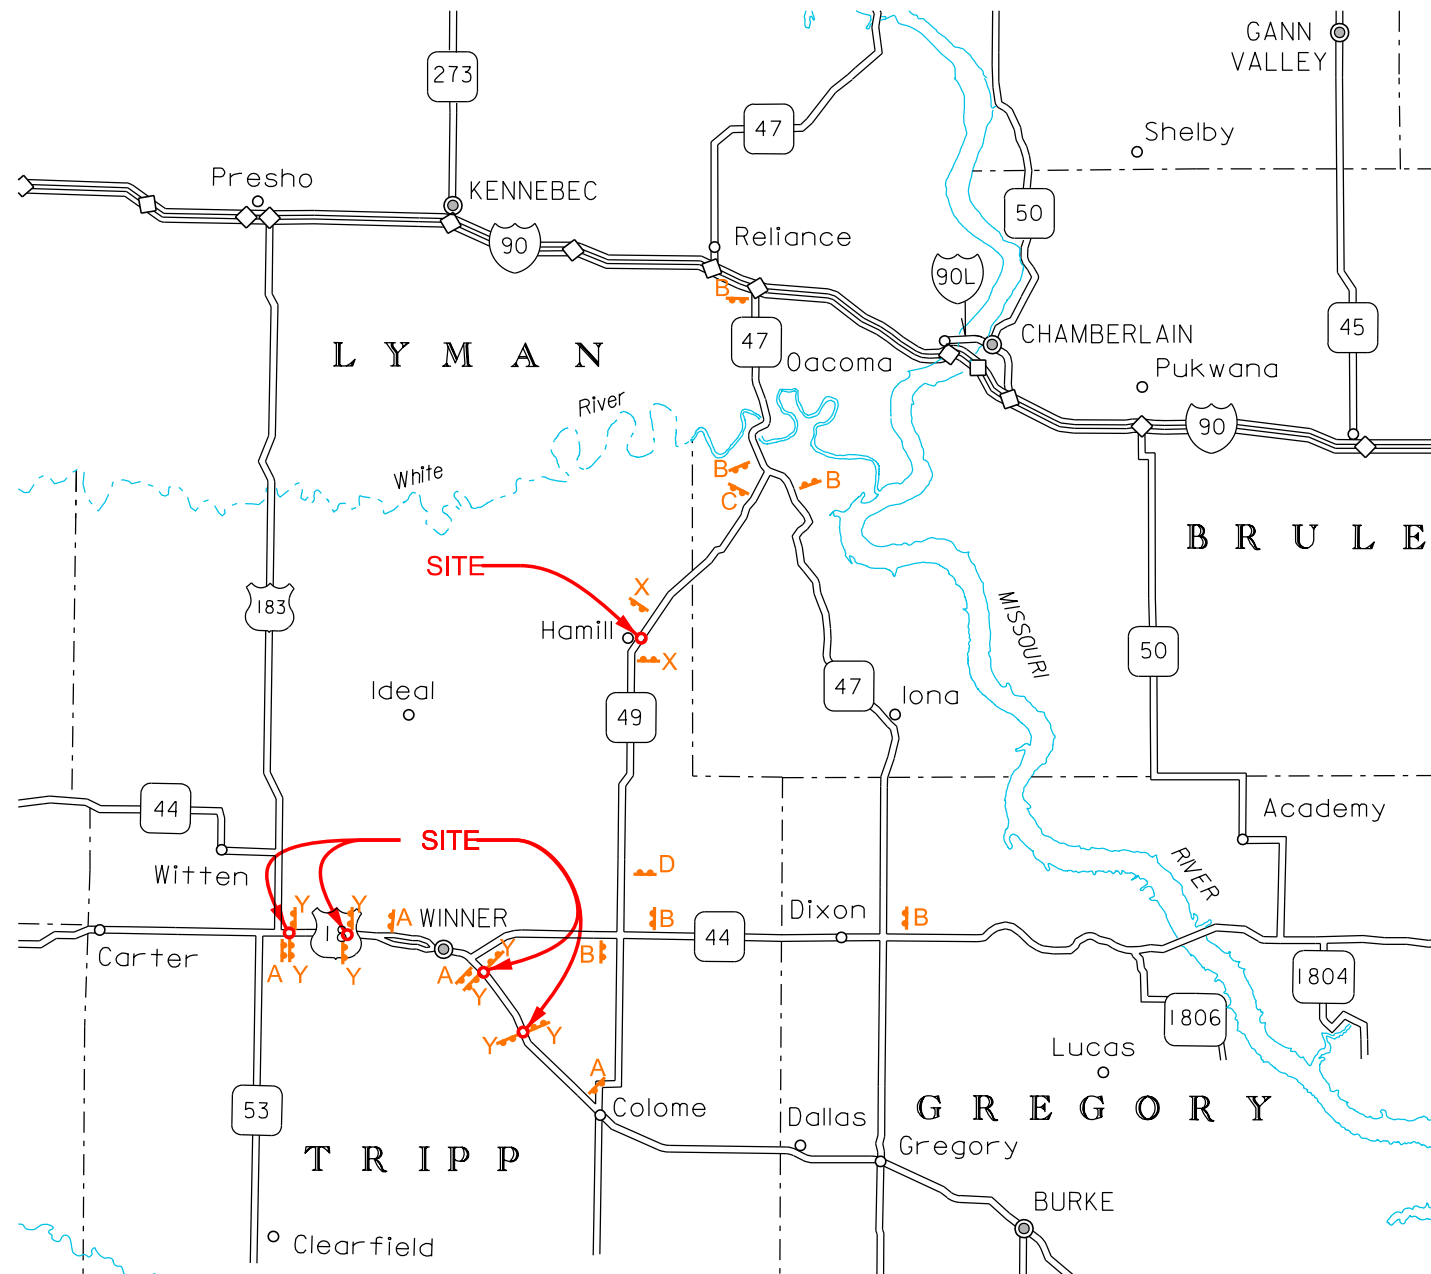 GANN
VALLEY
273
47
Shelby
Presho
KENNEBEC
50
90
Reliance
90L
B
47
45
CHAMBERLAIN
LYMAN
Oacoma
Pukwana
River
90
White
B
B
C
BRULE
SITE
X
183
MISSOURI
Hamill
X
50
Ideal
47
Iona
49
44
Academy
SITE
Witten
D
RIVER
Y
Y
A
WINNER
B
Dixon
B
18
44
Carter
Y
B
A
Y
Y
A
Y
1804
1806
Y
Y
Lucas
A
53
Colome
Dallas
GREGORY
TRIPP
Gregory
BURKE
Clearfield